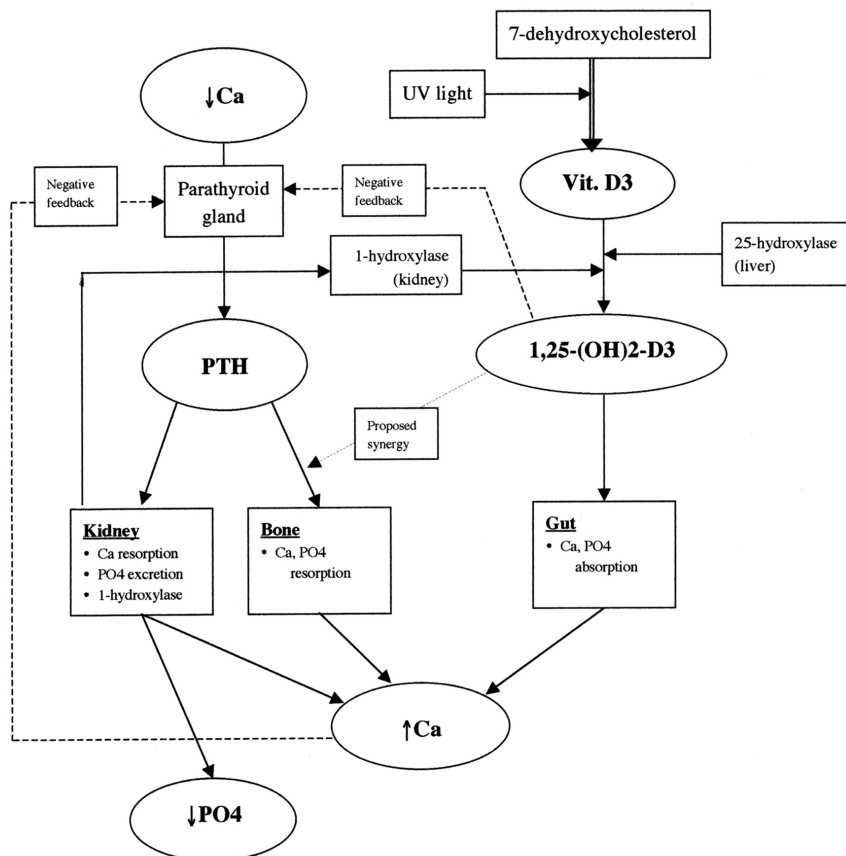 7-dehydroxycholesterol
UV light
↓Ca
Negative
feedback
Parathyroid
gland
Negative
feedback
Vit. D3
1-hydroxylase
(kidney)
25-hydroxylase
(liver)
PTH
1,25-(OH)2-D3
Proposed
synergy
Kidney
• Ca resorption
• PO4 excretion
• 1-hydroxylase
Bone
• Ca, PO4
resorption
Gut
• Ca, PO4
absorption
↑Ca
↓PO4